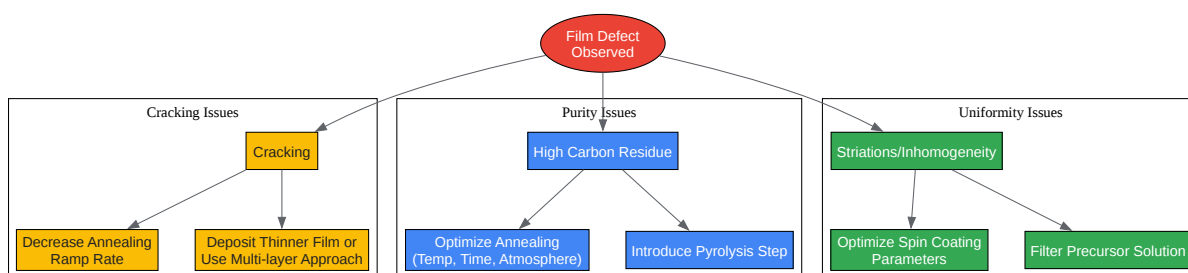 Film Defect
Observed
Cracking Issues
Purity Issues
Uniformity Issues
Cracking
High Carbon Residue
Striations/Inhomogeneity
Decrease Annealing
Ramp Rate
Deposit Thinner Film or
Use Multi-layer Approach
Optimize Annealing
(Temp, Time, Atmosphere)
Introduce Pyrolysis Step
Optimize Spin Coating
Parameters
Filter Precursor Solution